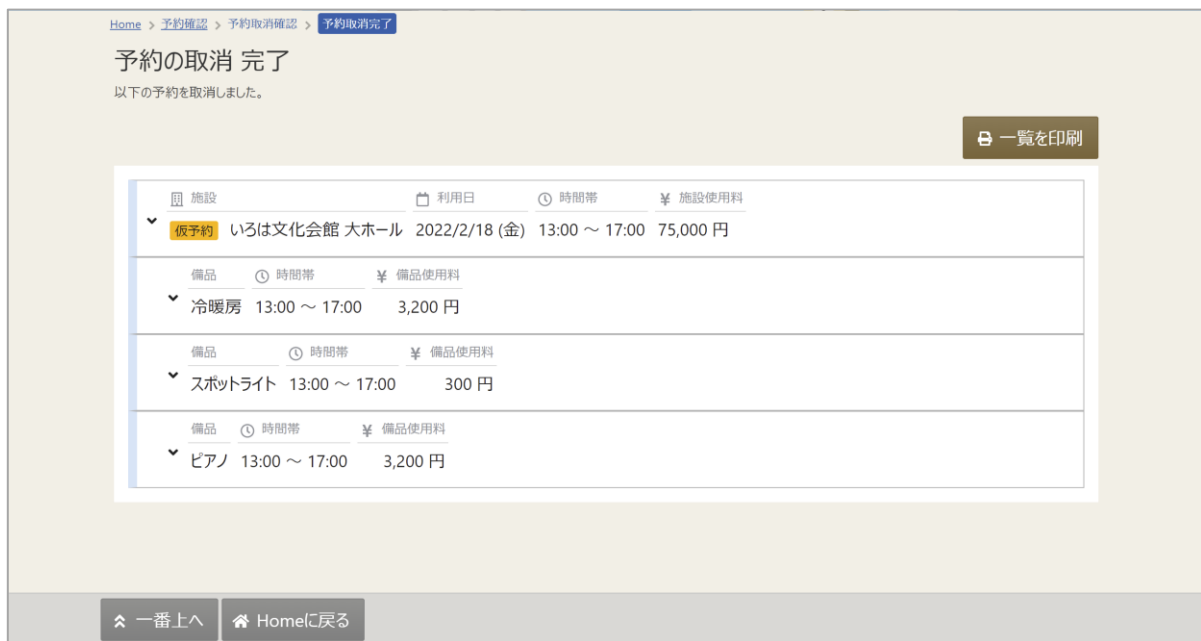 Home > 予約確認 > 予約取消確認 > 予約取消完了
予約の取消 完了
以下の予約を取消しました。
一覧を印刷
施設 利用日 時間帯 ¥ 施設使用料
仮予約 いろは文化会館 大ホール 2022/2/18 (金) 13:00 ～ 17:00 75,000 円
備品 時間帯 ¥ 備品使用料
冷暖房 13:00 ～ 17:00 3,200 円
備品 時間帯 ¥ 備品使用料
スポットライト 13:00 ～ 17:00 300 円
備品 時間帯 ¥ 備品使用料
ピアノ 13:00 ～ 17:00 3,200 円
一番上へ Homeに戻る